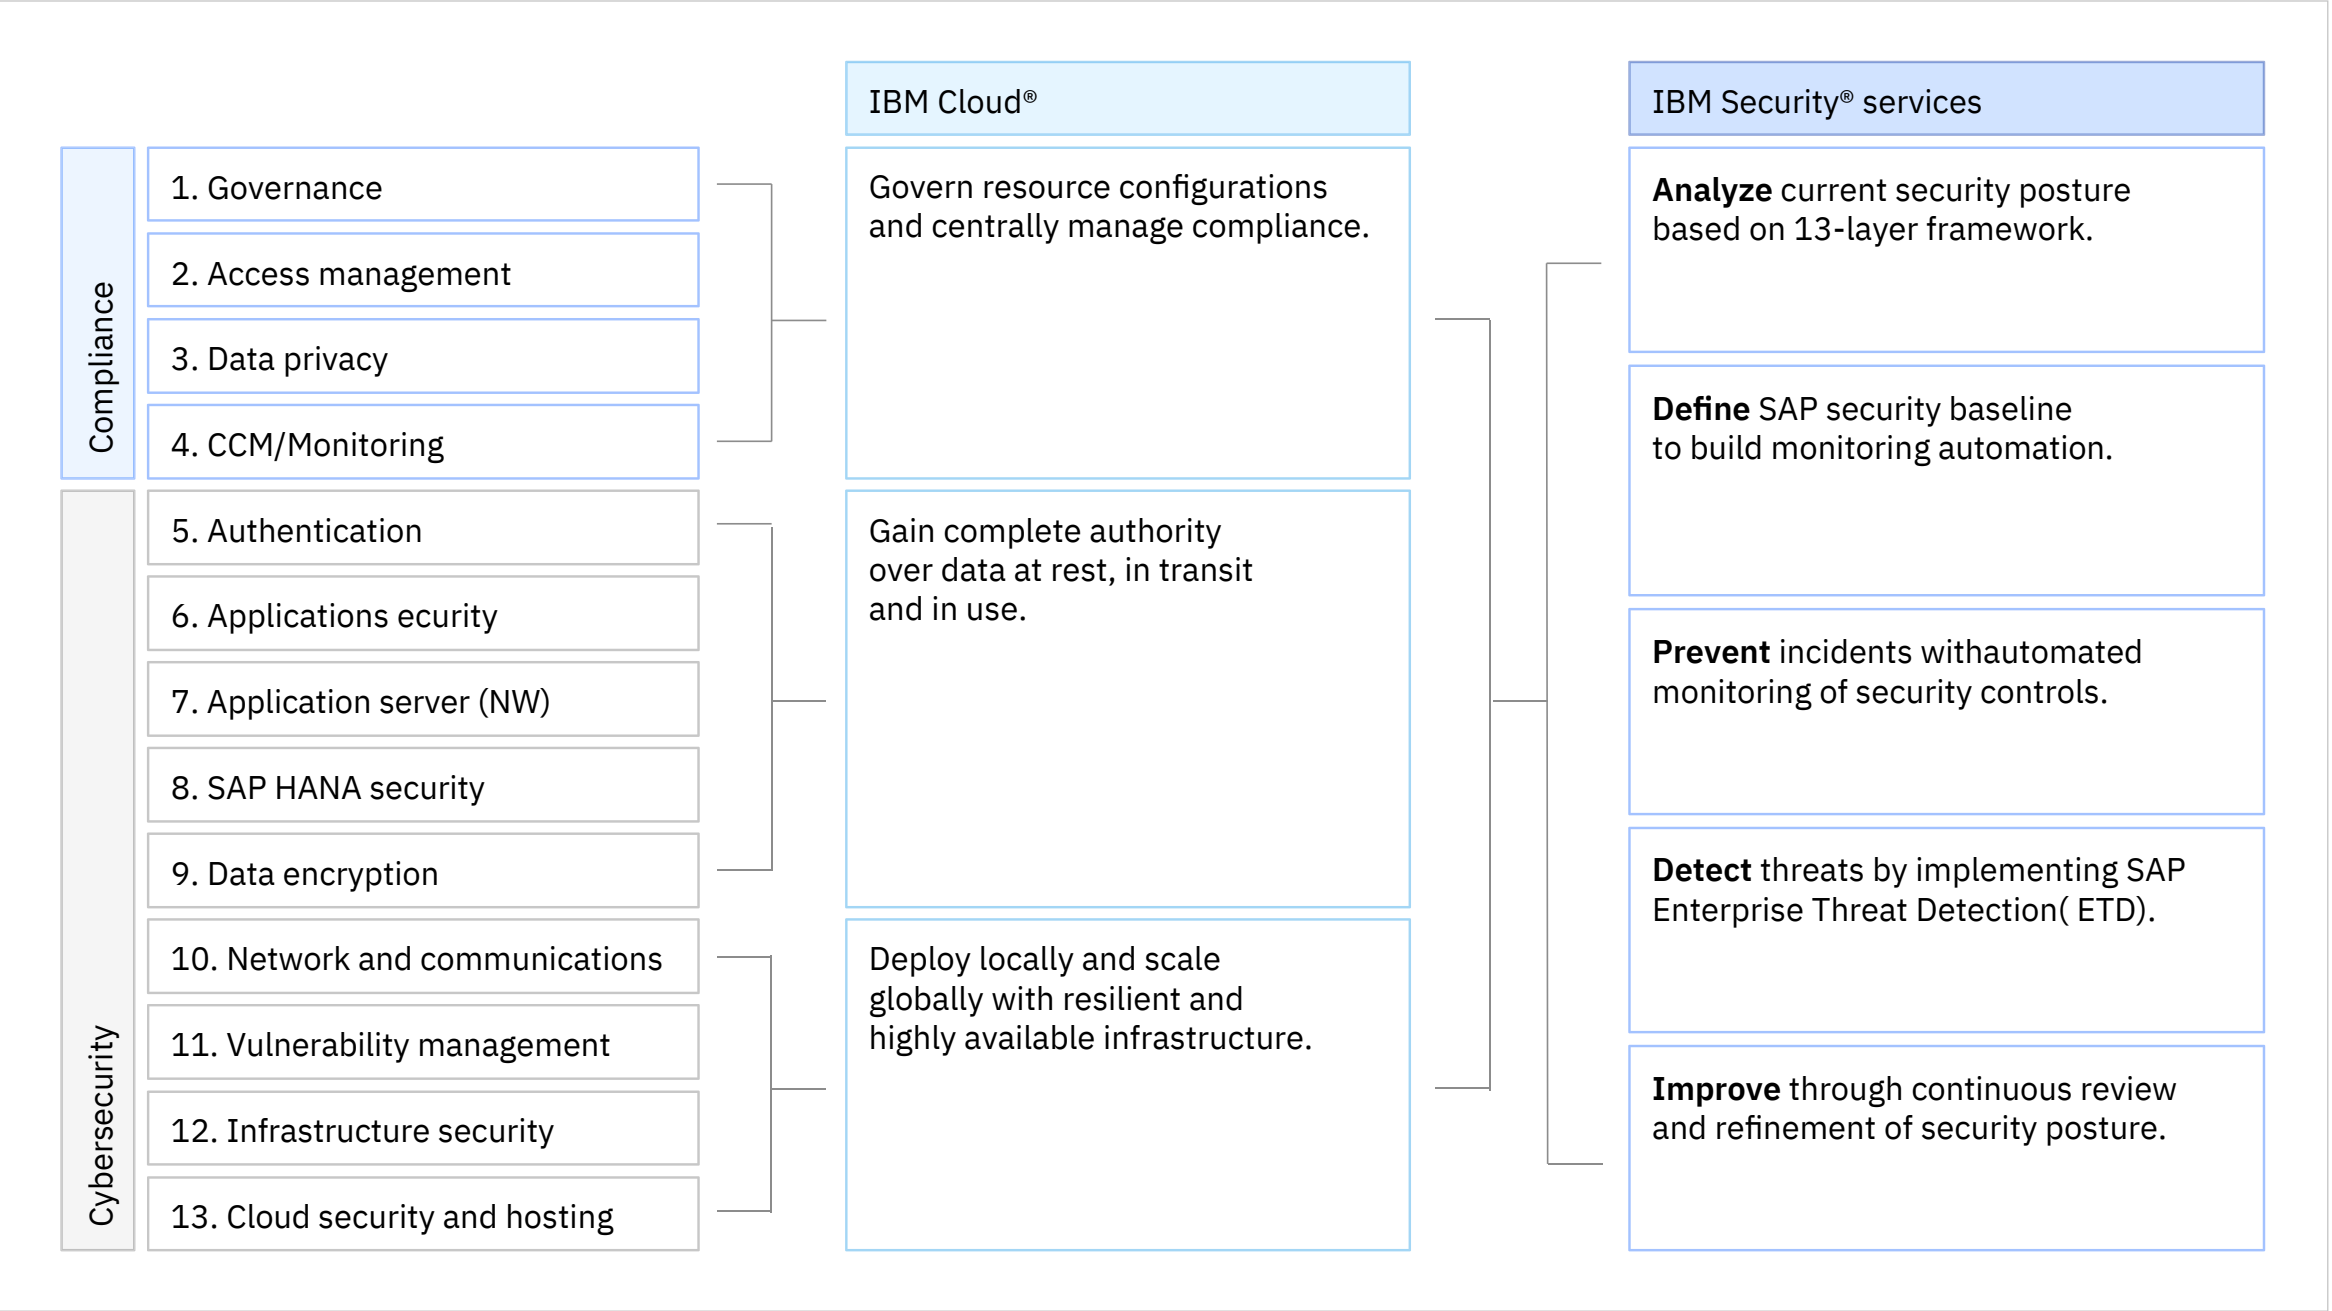 IBM Cloud®
IBM Security® services
Compliance
1. Governance
2. Access management
3. Data privacy
4. CCM/Monitoring
Cybersecurity
5. Authentication
6. Applications ecurity
7. Application server (NW)
8. SAP HANA security
9. Data encryption
10. Network and communications
11. Vulnerability management
12. Infrastructure security
13. Cloud security and hosting
Govern resource configurations
and centrally manage compliance.
Gain complete authority
over data at rest, in transit
and in use.
Deploy locally and scale
globally with resilient and
highly available infrastructure.
Analyze current security posture
based on 13-layer framework.
Define SAP security baseline
to build monitoring automation.
Prevent incidents withautomated
monitoring of security controls.
Detect threats by implementing SAP
Enterprise Threat Detection( ETD).
Improve through continuous review
and refinement of security posture.